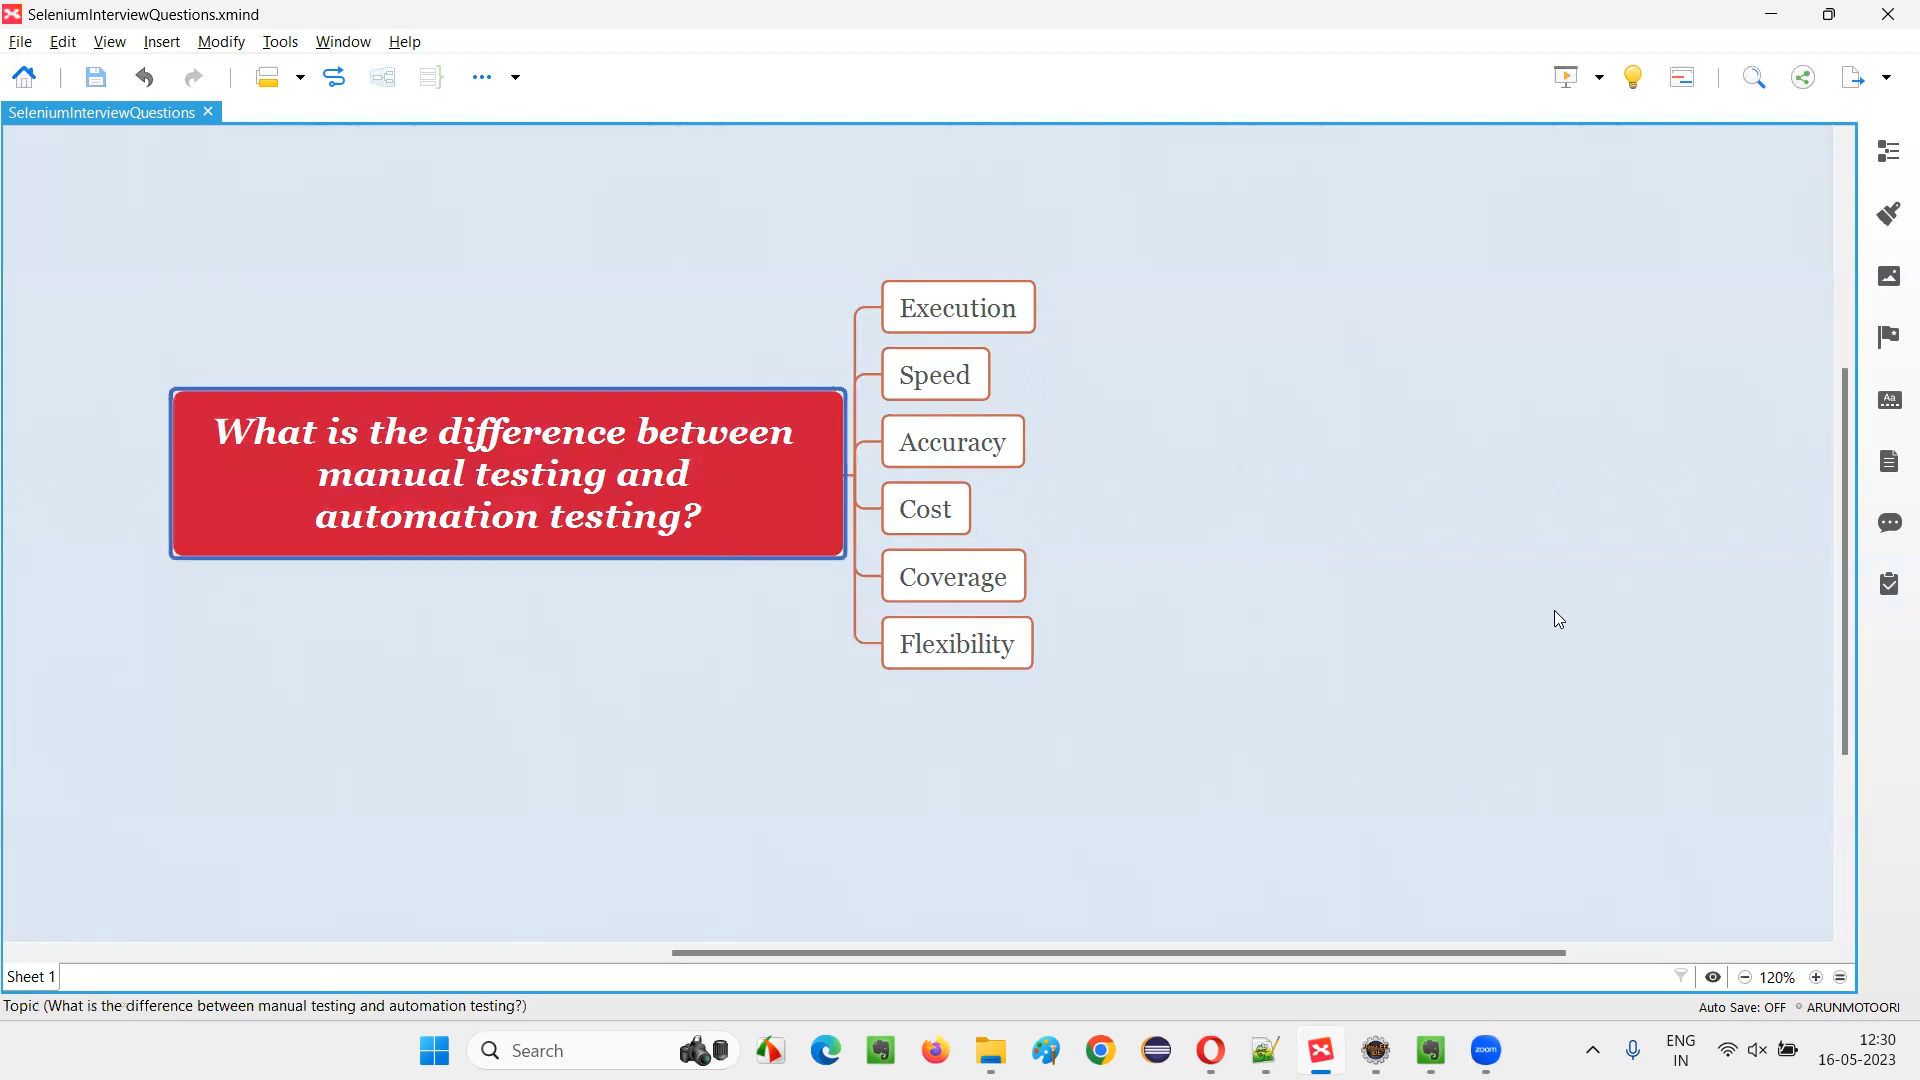 SeleniumInterviewQuestions.xmind
File Edit View Insert Modify Tools Window Help
SeleniumInterviewQuestions
What is the difference between
manual testing and
automation testing?
Execution
Speed
Accuracy
Cost
Coverage
Flexibility
Aa
Sheet 1
120%
Topic (What is the difference between manual testing and automation testing?)
Auto Save: OFF ARUNMOTOORI
Search
zoom
ENG
IN
12:30
16-05-2023